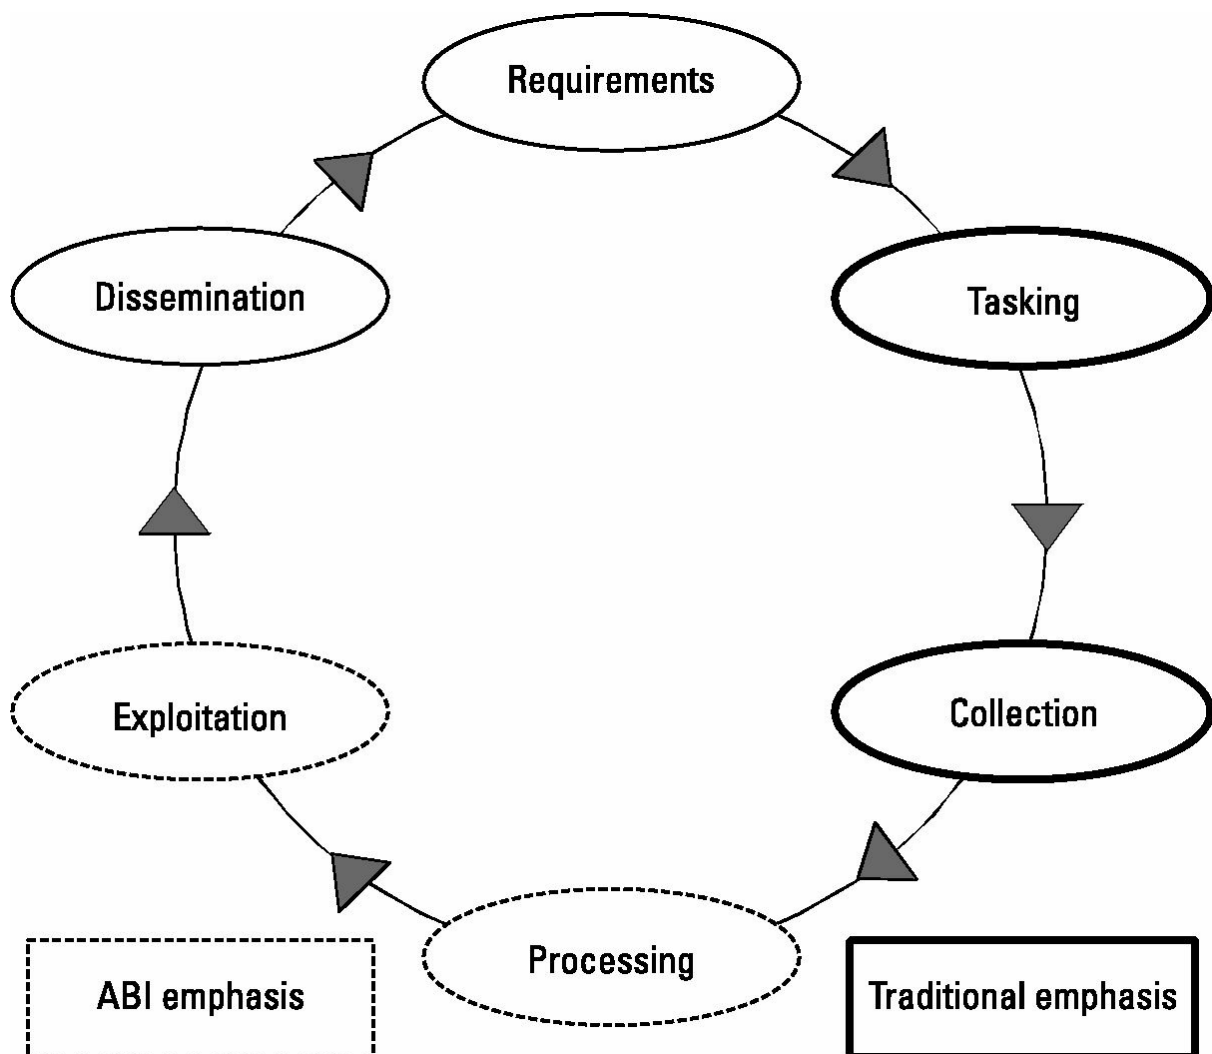 Requirements
Dissemination
Tasking
Exploitation
Collection
Processing
ABI emphasis
Traditional emphasis